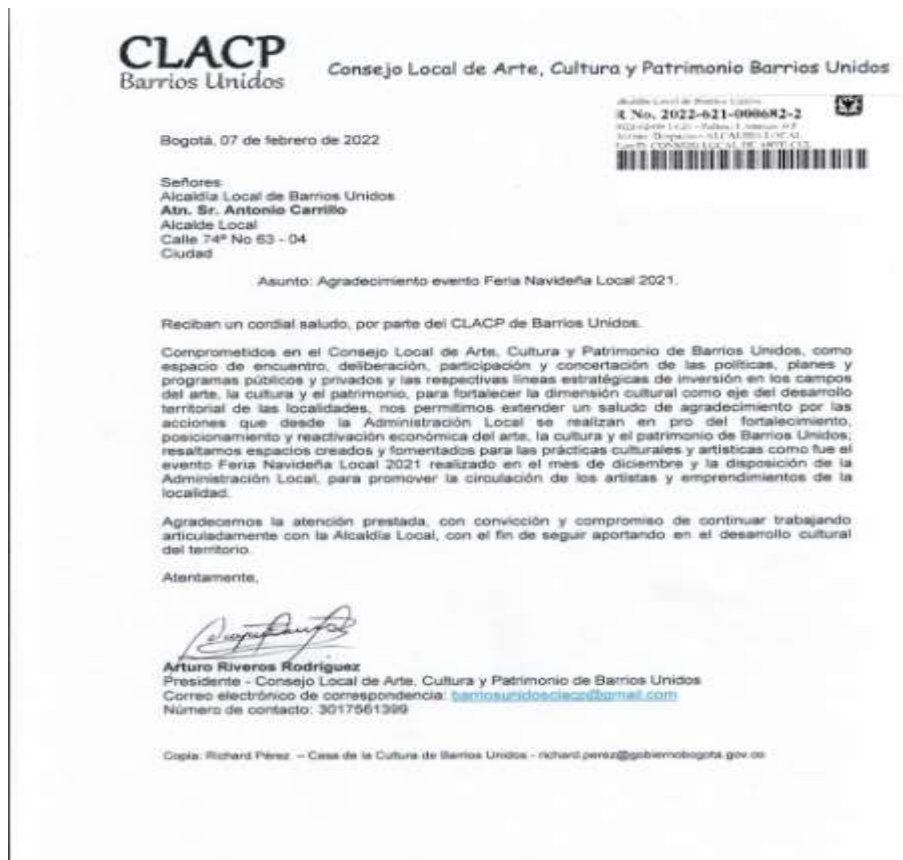 CLACP
Barrios Unidos
Consejo Local de Arte, Cultura y Patrimonio Barrios Unidos
R No. 2022-621-000682-2
Bogotá, 07 de febrero de 2022
Señores
Alcaldía Local de Barrios Unidos
Atn. Sr. Antonio Carrillo
Alcalde Local
Calle 74ª No 63 - 04
Ciudad
Asunto: Agradecimiento evento Feria Navideña Local 2021.
Reciban un cordial saludo, por parte del CLACP de Barrios Unidos.
Comprometidos en el Consejo Local de Arte, Cultura y Patrimonio de Barrios Unidos, como
espacio de encuentro, deliberación, participación y concertación de las políticas, planes y
programas públicos y privados y las respectivas líneas estratégicas de inversión en los campos
del arte, la cultura y el patrimonio, para fortalecer la dimensión cultural como eje del desarrollo
territorial de las localidades, nos permitimos extender un saludo de agradecimiento por las
acciones que desde la Administración Local se realizan en pro del fortalecimiento,
posicionamiento y reactivación económica del arte, la cultura y el patrimonio de Barrios Unidos;
resaltamos espacios creados y fomentados para las prácticas culturales y artísticas como fue el
evento Feria Navideña Local 2021 realizado en el mes de diciembre y la disposición de la
Administración Local, para promover la circulación de los artistas y emprendimientos de la
localidad.
Agradecemos la atención prestada, con convicción y compromiso de continuar trabajando
articuladamente con la Alcaldía Local, con el fin de seguir aportando en el desarrollo cultural
del territorio.
Atentamente,
Arturo Riveros Rodríguez
Presidente - Consejo Local de Arte, Cultura y Patrimonio de Barrios Unidos
Correo electrónico de correspondencia: barriosunidosclacp@gmail.com
Número de contacto: 3017561399
Copia: Richard Pérez. – Casa de la Cultura de Barrios Unidos - richard.perez@gobiernobogota.gov.co